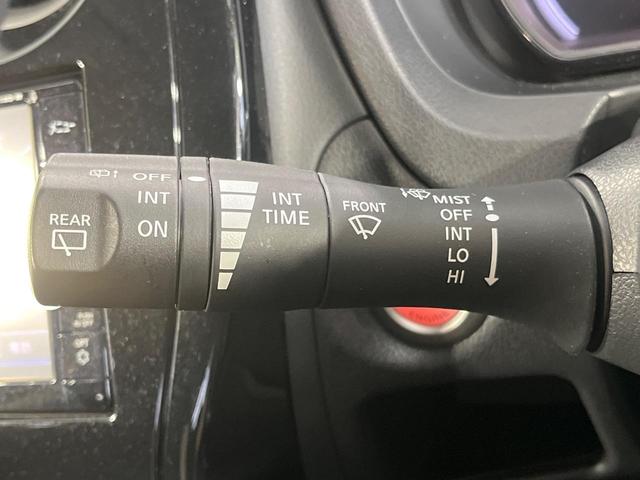 REAR
OFF
INT
ON
INT
TIME
FRONT
MIST
OFF
INT
LO
HI